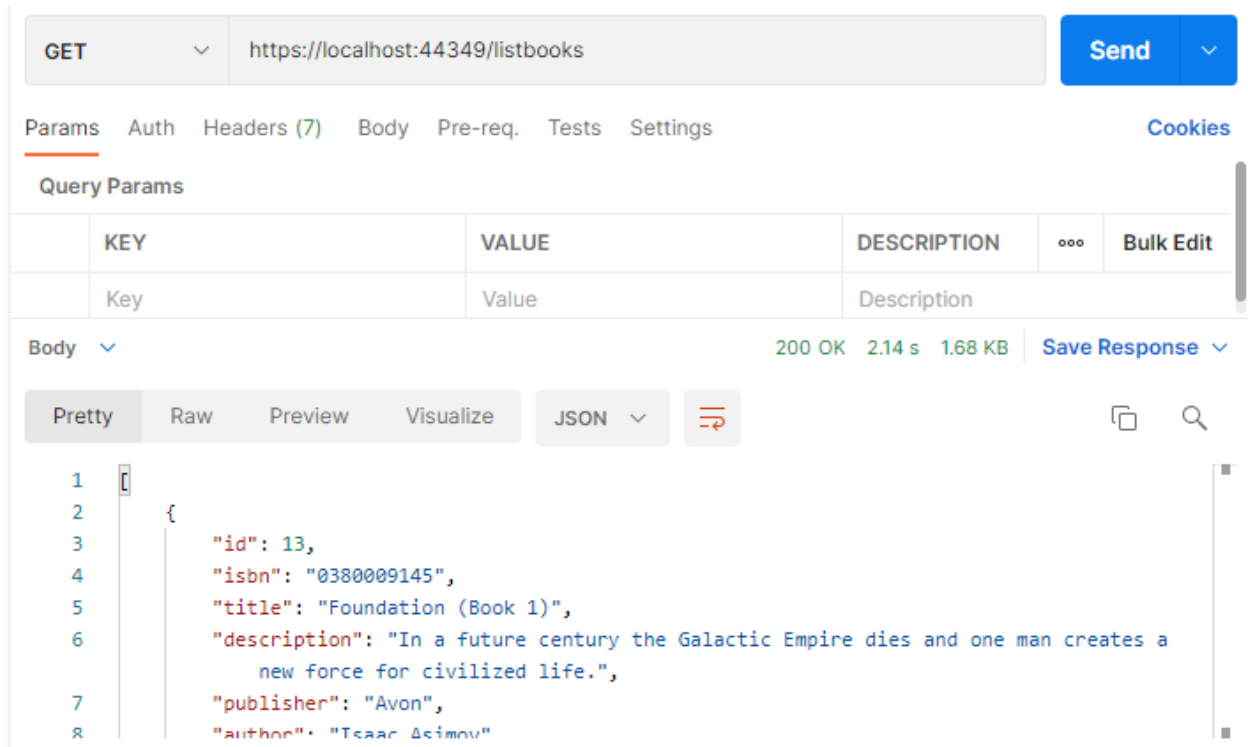 GET https://localhost:44349/listbooks Send
Params Auth Headers (7) Body Pre-req. Tests Settings Cookies
Query Params
KEY VALUE DESCRIPTION ooo Bulk Edit
Key Value Description
Body 200 OK 2.14 s 1.68 KB Save Response
Pretty Raw Preview Visualize JSON
1 [
2 {
3 "id": 13,
4 "isbn": "0380009145",
5 "title": "Foundation (Book 1)",
6 "description": "In a future century the Galactic Empire dies and one man creates a
new force for civilized life.",
7 "publisher": "Avon",
8 "author": "Isaac Asimov"